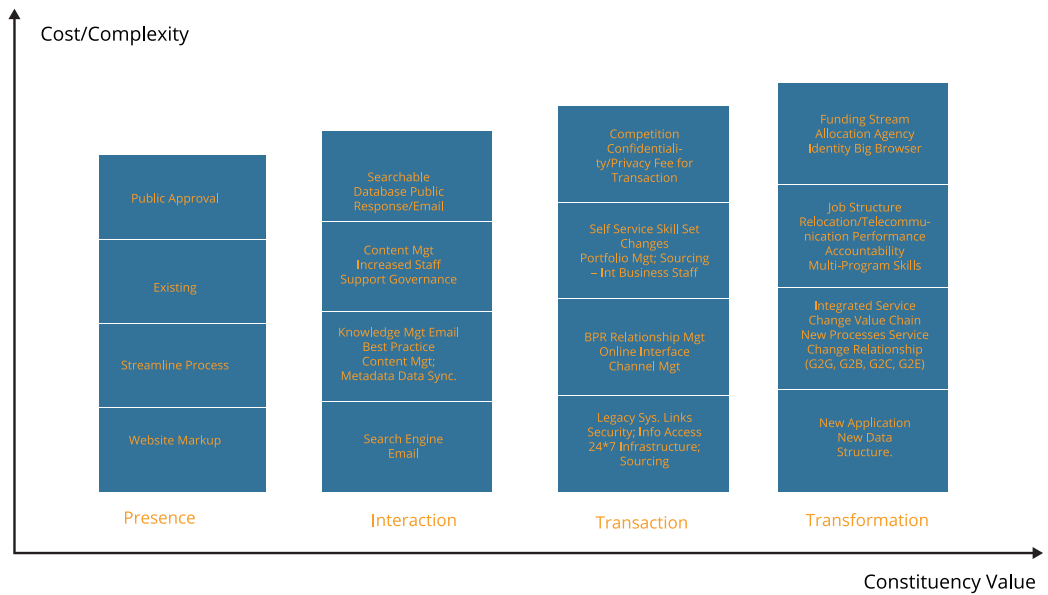 Cost/Complexity
Public Approval
Existing
Streamline Process
Website Markup
Presence
Searchable
Database Public
Response/Email
Content Mgt
Increased Staff
Support Governance
Knowledge Mgt Email
Best Practice
Content Mgt;
Metadata Data Sync.
Search Engine
Email
Interaction
Competition
Confidentiali-
ty/Privacy Fee for
Transaction
Self Service Skill Set
Changes
Portfolio Mgt; Sourcing
– Int Business Staff
BPR Relationship Mgt
Online Interface
Channel Mgt
Legacy Sys. Links
Security; Info Access
24*7 Infrastructure;
Sourcing
Transaction
Funding Stream
Allocation Agency
Identity Big Browser
Job Structure
Relocation/Telecommu-
nication Performance
Accountability
Multi-Program Skills
Integrated Service
Change Value Chain
New Processes Service
Change Relationship
(G2G, G2B, G2C, G2E)
New Application
New Data
Structure.
Transformation
Constituency Value